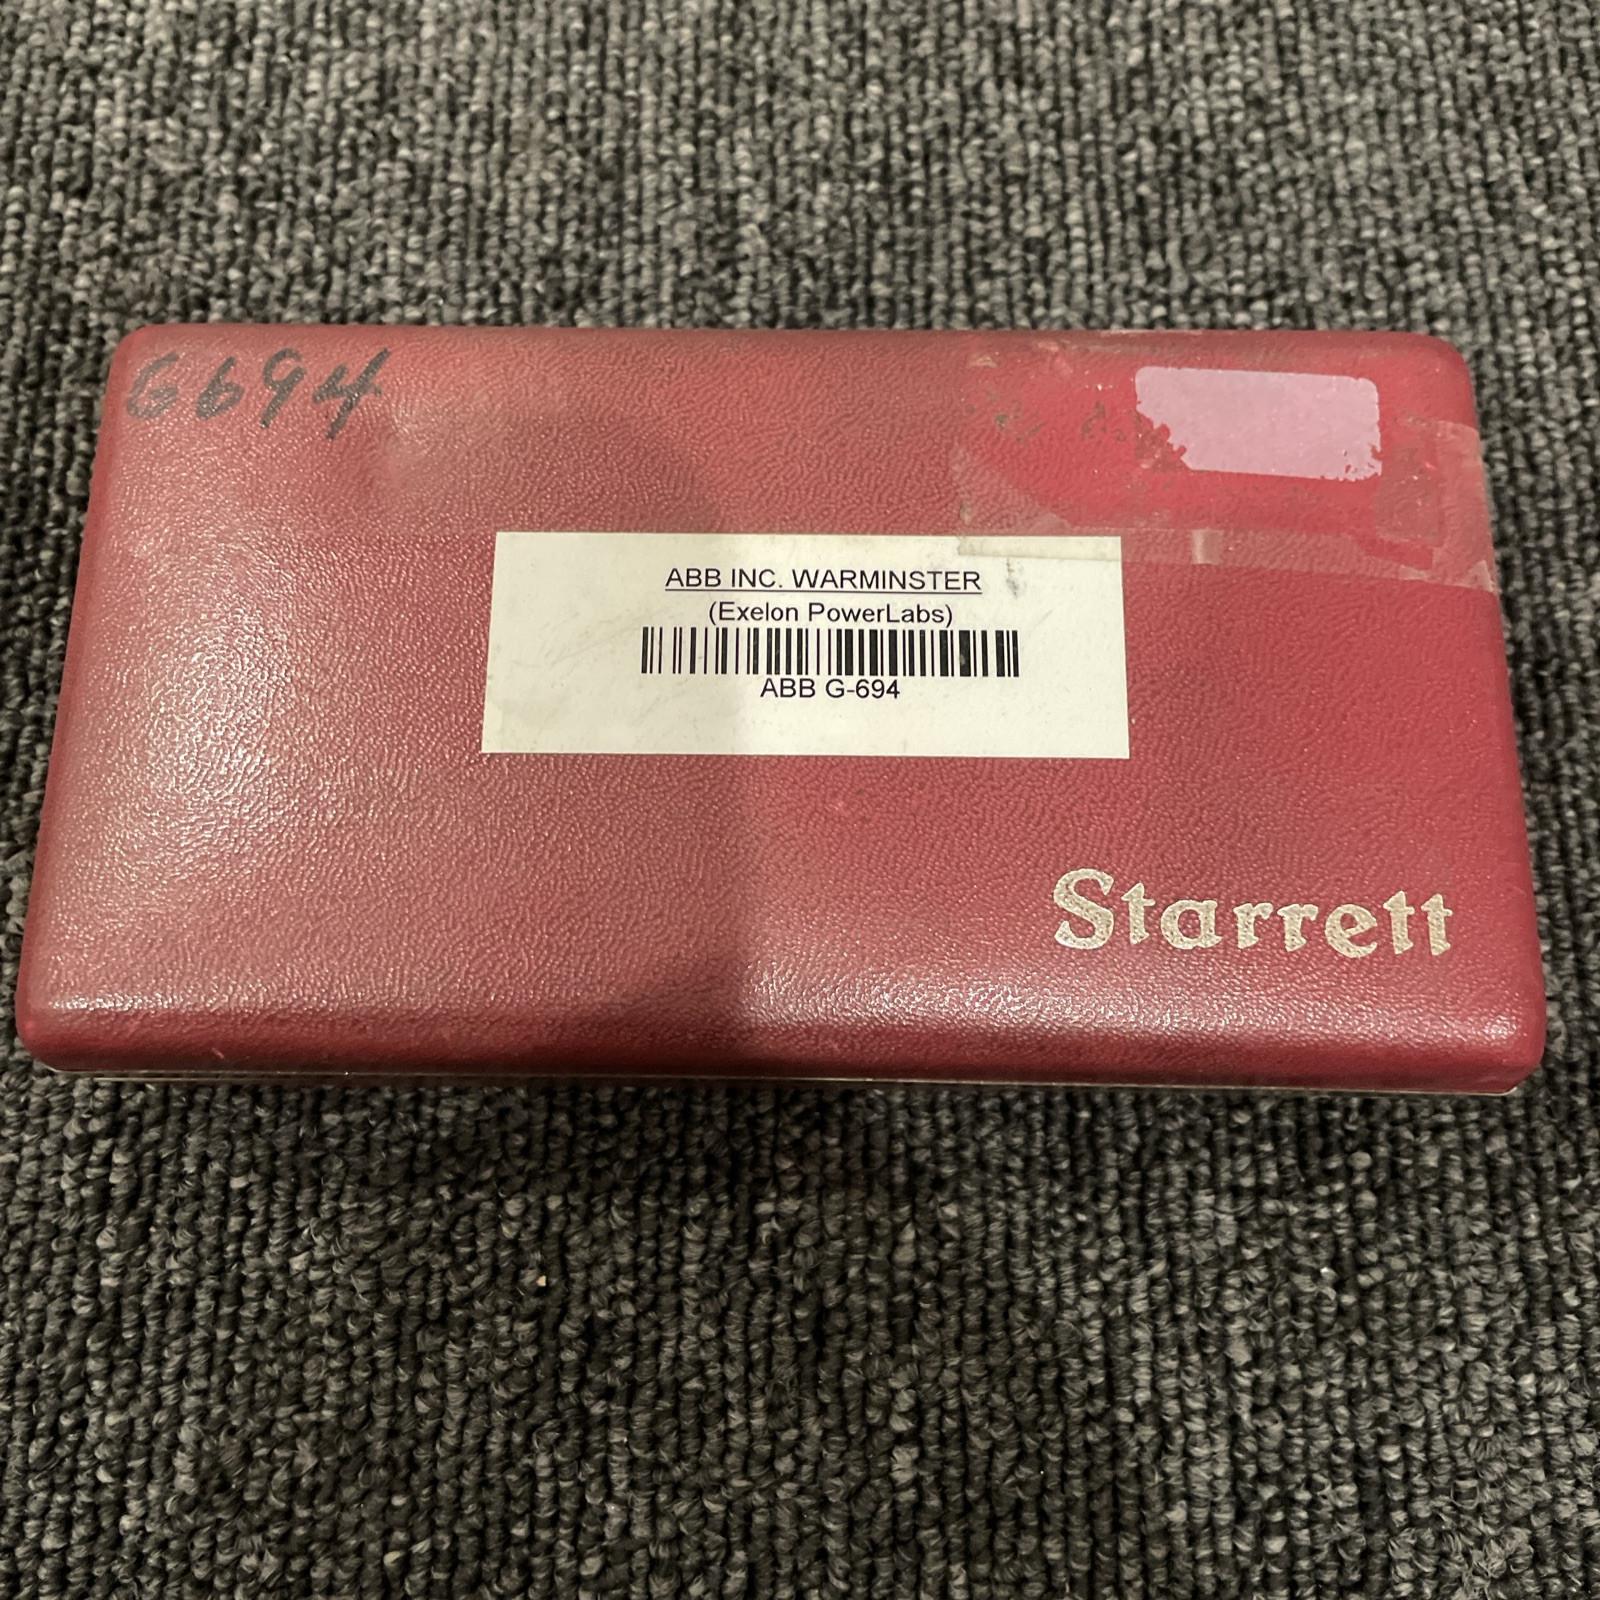 G694
ABB INC. WARMINSTER
(Exelon PowerLabs)
ABB G-694
Starrett